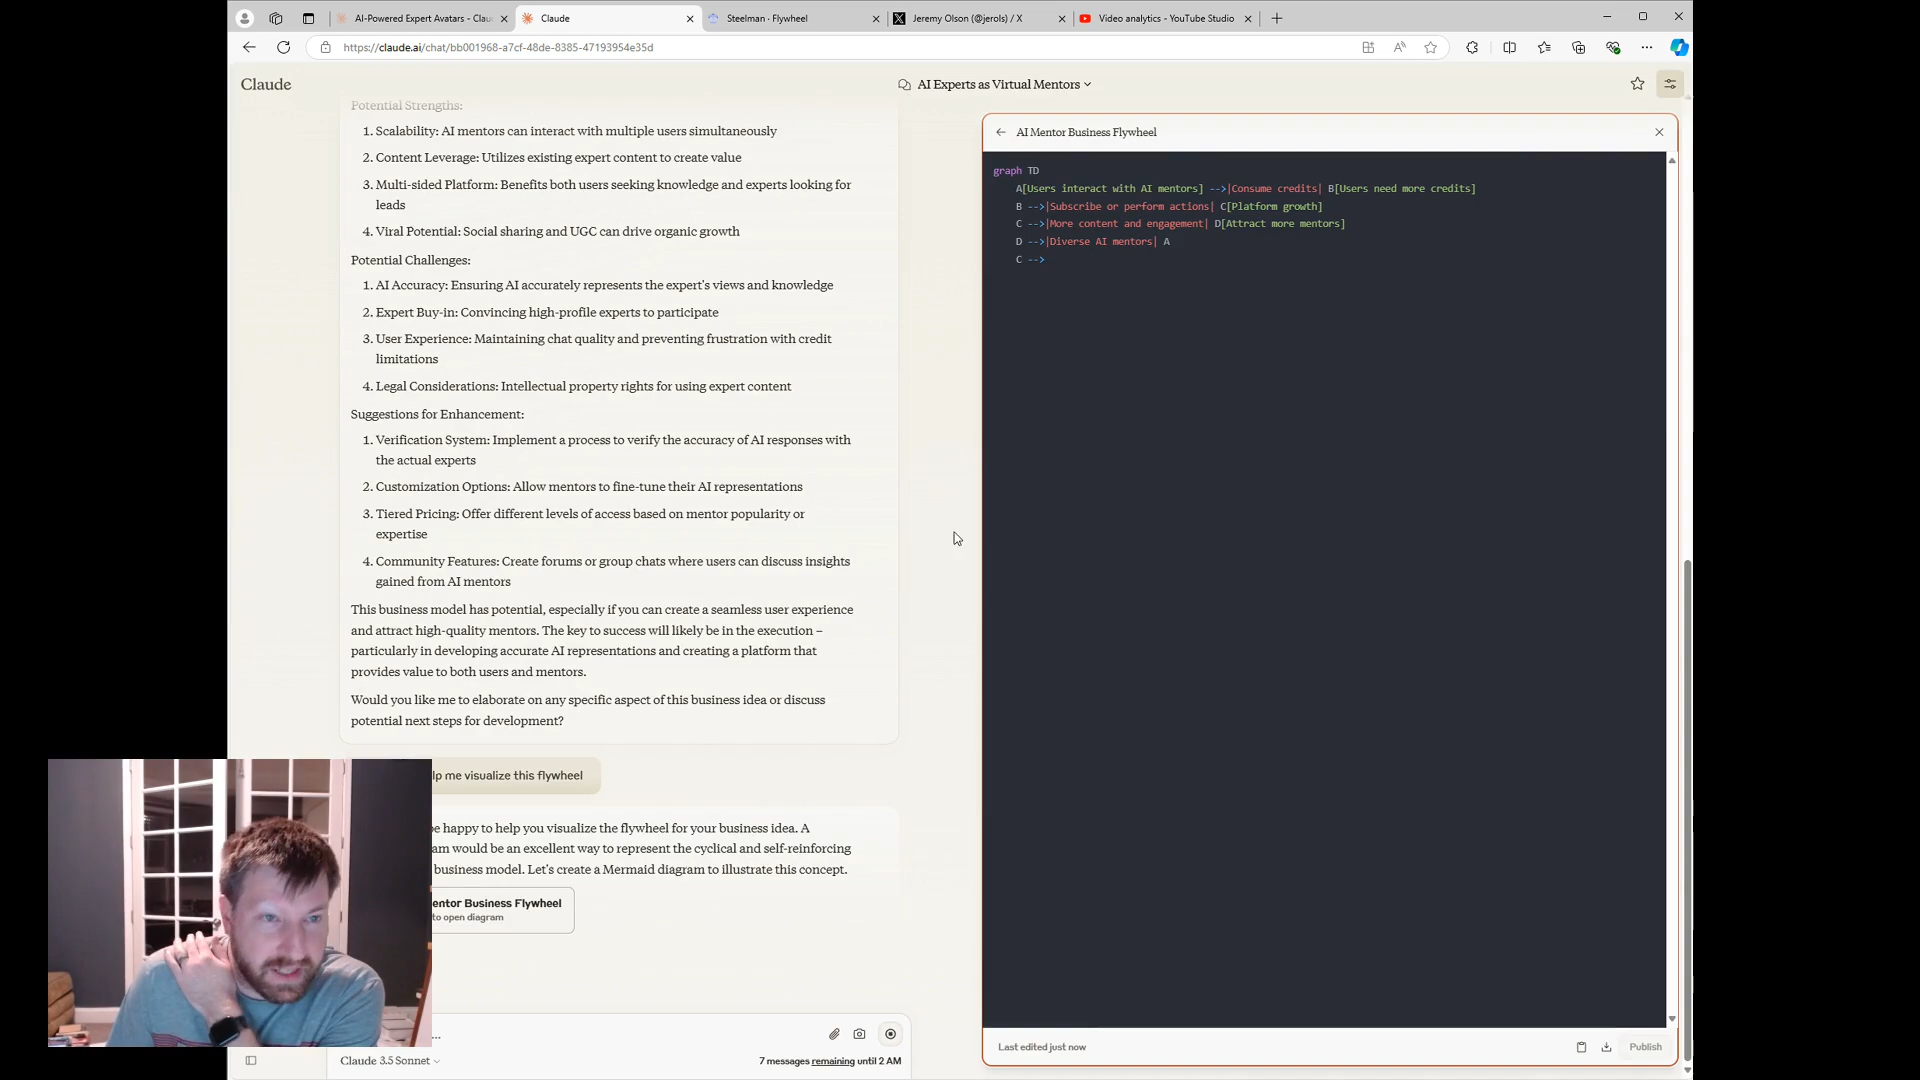 AI-Powered Expert Avatars - Clau
Claude
Steelman · Flywheel
Jeremy Olson (@jerols) / X
Video analytics - YouTube Studio
https://claude.ai/chat/bb001968-a7cf-48de-8385-47193954e35d
Claude
AI Experts as Virtual Mentors
Potential Strengths:
1. Scalability: AI mentors can interact with multiple users simultaneously
2. Content Leverage: Utilizes existing expert content to create value
3. Multi-sided Platform: Benefits both users seeking knowledge and experts looking for
leads
4. Viral Potential: Social sharing and UGC can drive organic growth
Potential Challenges:
1. AI Accuracy: Ensuring AI accurately represents the expert's views and knowledge
2. Expert Buy-in: Convincing high-profile experts to participate
3. User Experience: Maintaining chat quality and preventing frustration with credit
limitations
4. Legal Considerations: Intellectual property rights for using expert content
Suggestions for Enhancement:
1. Verification System: Implement a process to verify the accuracy of AI responses with
the actual experts
2. Customization Options: Allow mentors to fine-tune their AI representations
3. Tiered Pricing: Offer different levels of access based on mentor popularity or
expertise
4. Community Features: Create forums or group chats where users can discuss insights
gained from AI mentors
This business model has potential, especially if you can create a seamless user experience
and attract high-quality mentors. The key to success will likely be in the execution –
particularly in developing accurate AI representations and creating a platform that
provides value to both users and mentors.
Would you like me to elaborate on any specific aspect of this business idea or discuss
potential next steps for development?
lp me visualize this flywheel
be happy to help you visualize the flywheel for your business idea. A
am would be an excellent way to represent the cyclical and self-reinforcing
business model. Let's create a Mermaid diagram to illustrate this concept.
entor Business Flywheel
to open diagram
...
Claude 3.5 Sonnet
7 messages remaining until 2 AM
AI Mentor Business Flywheel
graph TD
A[Users interact with AI mentors] -->|Consume credits| B[Users need more credits]
B -->|Subscribe or perform actions| C[Platform growth]
C -->|More content and engagement| D[Attract more mentors]
D -->|Diverse AI mentors| A
C -->
Last edited just now
Publish